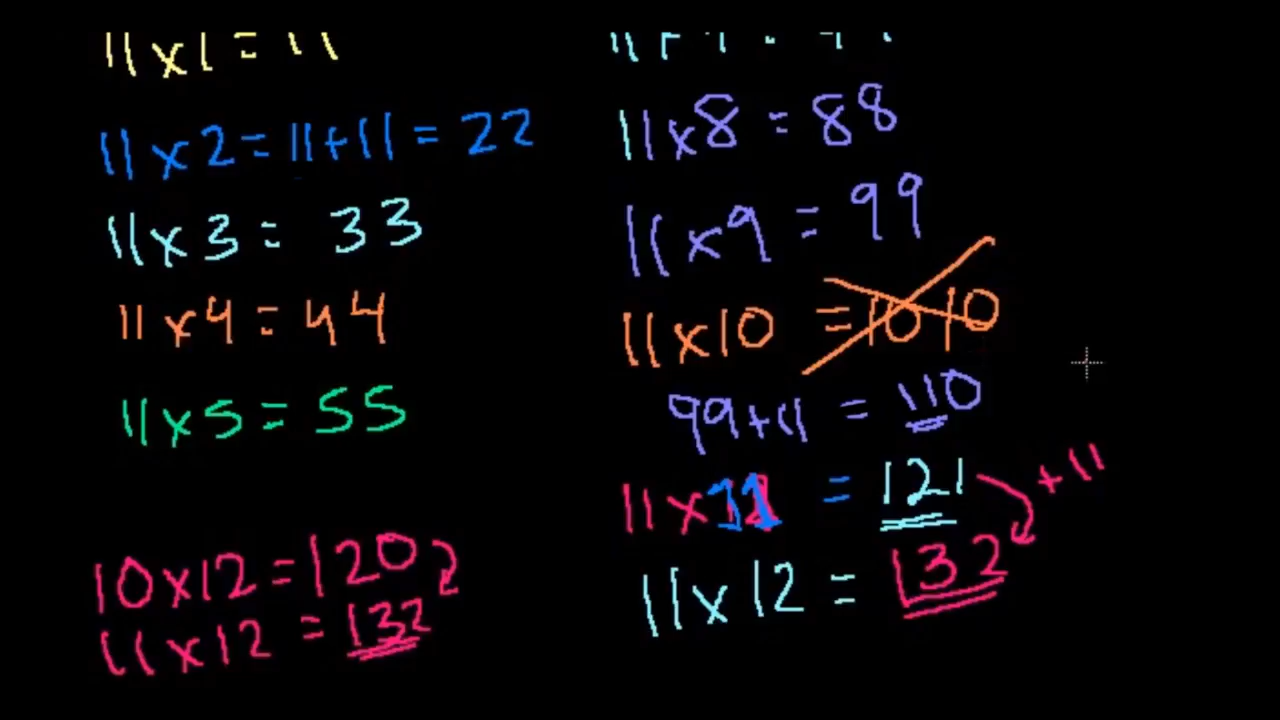 11x1 = 11
11x2 = 11+11 = 22
11x3 = 33
11x4 = 44
11x5 = 55
10x12 = 120
11x12 = 132
11x8 = 88
11x9 = 99
11x10 = 1010
99+11 = 110
11x11 = 121 +11
11x12 = 132